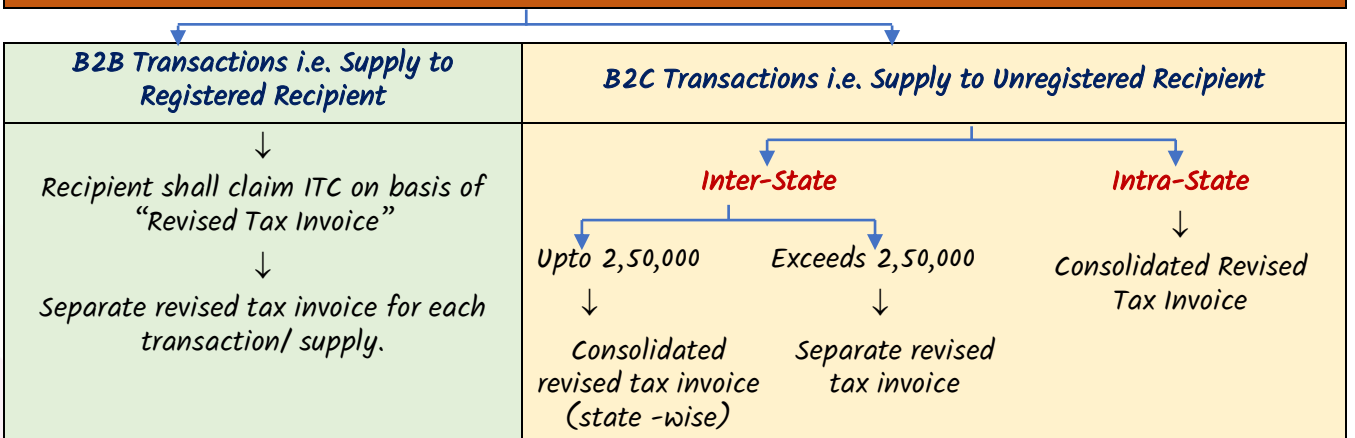 B2B Transactions i.e. Supply to
Registered Recipient
Recipient shall claim ITC on basis of
“Revised Tax Invoice”
Separate revised tax invoice for each
transaction/ supply.
B2C Transactions i.e. Supply to Unregistered Recipient
Inter-State
Upto 2,50,000
Consolidated
revised tax invoice
(state -wise)
Exceeds 2,50,000
Separate revised
tax invoice
Intra-State
Consolidated Revised
Tax Invoice